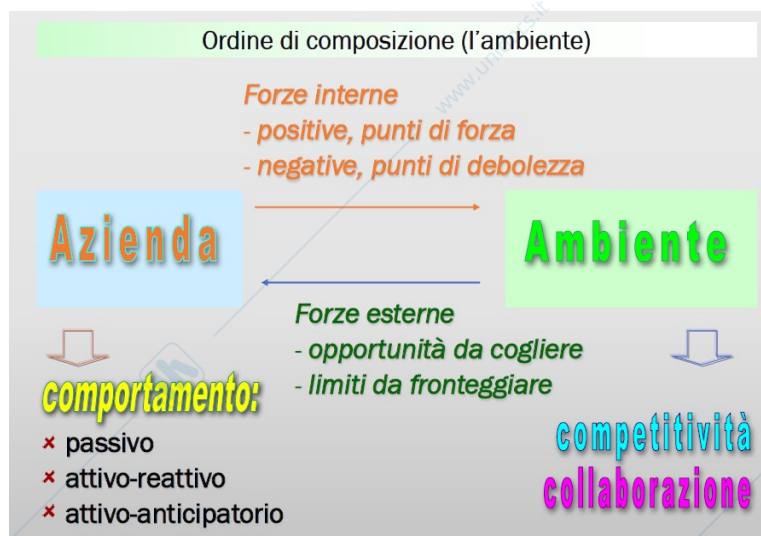 Ordine di composizione (l'ambiente)
Forze interne
- positive, punti di forza
- negative, punti di debolezza
Azienda
Ambiente
Forze esterne
- opportunità da cogliere
- limiti da fronteggiare
comportamento:
× passivo
× attivo-reattivo
× attivo-anticipatorio
competitività
collaborazione